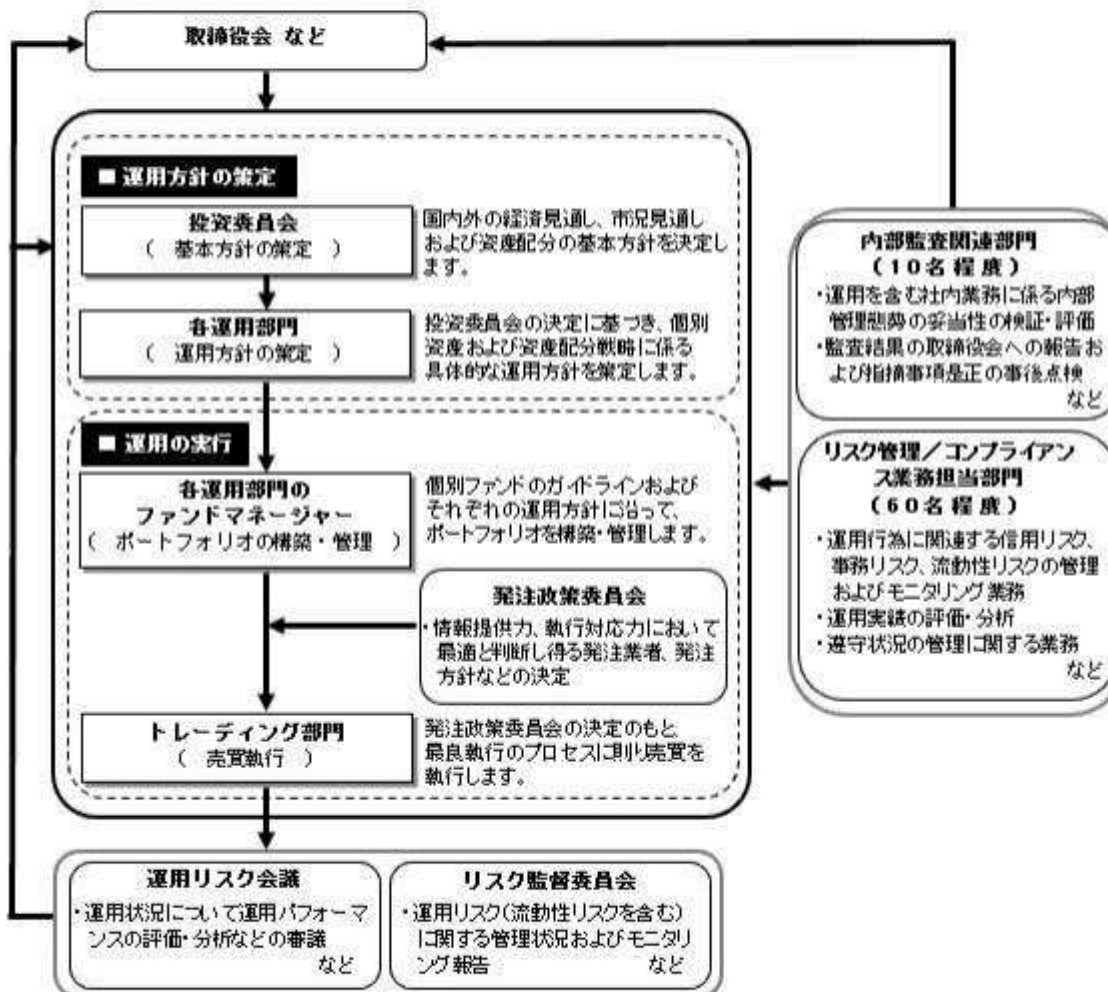 取締役会 など
■ 運用方針の策定
投資委員会
( 基本方針の策定 )
国内外の経済見通し、市況見通し
および資産配分の基本方針を決定し
ます。
各運用部門
( 運用方針の策定 )
投資委員会の決定に基づき、個別
資産および資産配分戦略に係る
具体的な運用方針を策定します。
■ 運用の実行
各運用部門の
ファンドマネージャー
( ポートフォリオの構築・管理 )
個別ファンドのガイドラインおよび
それぞれの運用方針に沿って、
ポートフォリオを構築・管理します。
発注政策委員会
・情報提供力、執行対応力において
最適と判断し得る発注業者、発注
方針などの決定
トレーディング部門
( 売買執行 )
発注政策委員会の決定のもと
最良執行のプロセスに則り売買を
執行します。
内部監査関連部門
(10名程度)
・運用を含む社内業務に係る内部
管理態勢の妥当性の検証・評価
・監査結果の取締役会への報告お
よび指摘事項是正の事後点検
など
リスク管理/コンプライアン
ス業務担当部門
(60名程度)
・運用行為に関連する信用リスク、
事務リスク、流動性リスクの管理
およびモニタリング業務
・運用実績の評価・分析
・遵守状況の管理に関する業務
など
運用リスク会議
・運用状況について運用パフォーマ
ンスの評価・分析などの審議
など
リスク監督委員会
・運用リスク(流動性リスクを含む)
に関する管理状況およびモニタリ
ング報告 など